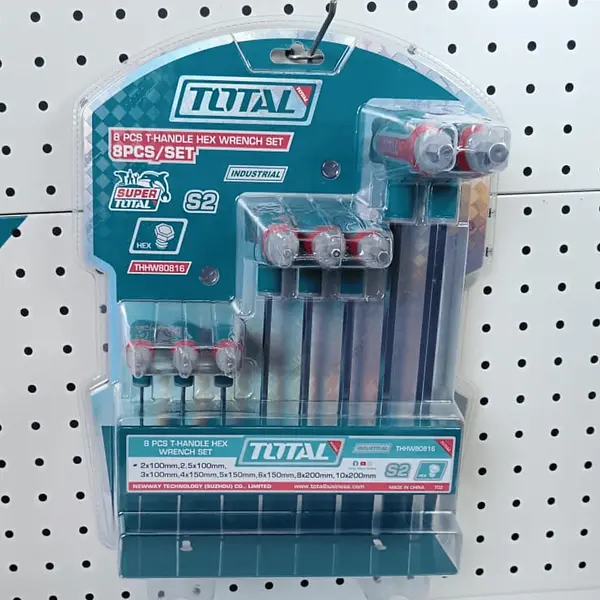 TOTAL
8 PCS T-HANDLE HEX WRENCH SET
8PCS/SET
INDUSTRIAL
SUPER
TOTAL
S2
HEX
THHW80816
8 PCS T-HANDLE HEX
WRENCH SET
TOTAL
INDUSTRIAL
THHW80816
2x100mm,2.5x100mm,
3x100mm,4x150mm,5x150mm,6x150mm,8x200mm,10x200mm
S2
NEWWAY TECHNOLOGY (SUZHOU) CO., LIMITED
www.totalbusiness.com
MADE IN CHINA
T02